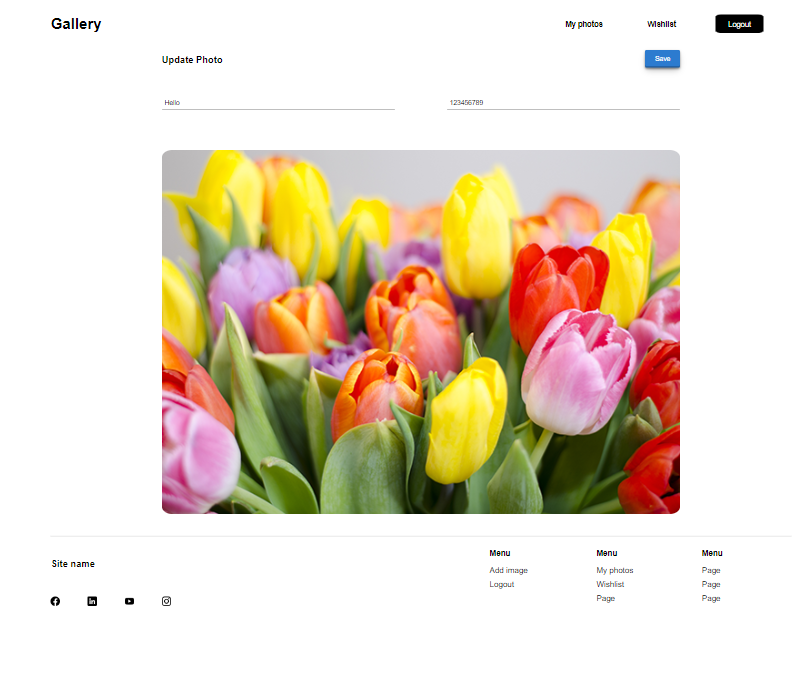 Gallery
My photos
Wishlist
Logout
Update Photo
Save
Hello
123456789
Site name
Menu
Add image
Logout
Menu
My photos
Wishlist
Page
Menu
Page
Page
Page